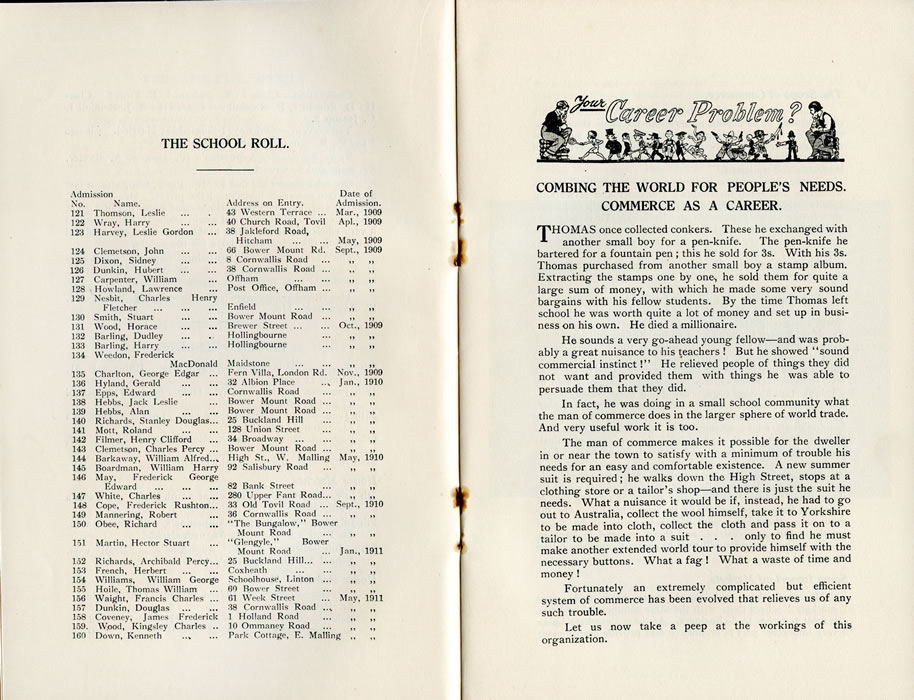 THE SCHOOL ROLL.
Admission Date of
No. Name. Address on Entry. Admission.
121 Thomson, Leslie ... . 43 Western Terrace ... Mar., 1909
122 Wray, Harry ... ... 40 Church Road, Tovil Apl., 1909
123 Harvey, Leslie Gordon ... 38 Jakleford Road,
Hitcham ... ... May, 1909
124 Clemetson, John ... ... 66 Bower Mount Rd. Sept., 1909
125 Dixon, Sidney ... ... 8 Cornwallis Road ... ,, ,,
126 Dunkin, Hubert ... ... 38 Cornwallis Road ... ,, ,,
127 Carpenter, William ... Offham ... ... ... ,, ,,
128 Howland, Lawrence ... Post Office, Offham ... ,, ,,
129 Nesbit, Charles Henry
Fletcher ... ... ... Enfield ... ... ,, ,,
130 Smith, Stuart ... ... Bower Mount Road ... ,, ,,
131 Wood, Horace ... ... Brewer Street ... ... Oct., 1909
132 Barling, Dudley ... .. Hollingbourne ... ,, ,,
133 Barling, Harry ... ... Hollingbourne ... ,, ,,
134 Weedon, Frederick
MacDonald Maidstone ... ... ,, ,,
135 Charlton, George Edgar ... Fern Villa, London Rd. Nov., 1909
136 Hyland, Gerald ... ... 32 Albion Place ..., Jan., 1910
137 Epps, Edward ... ... Cornwallis Road ... ,, ,,
138 Hebbs, Jack Leslie ... Bower Mount Road ... ,, ,,
139 Hebbs, Alan ... ... Bower Mount Road ... ,, ,,
140 Richards, Stanley Douglas... 25 Buckland Hill ... ,, ,,
141 Mott, Roland ... ... 128 Union Street ... ,, ,,
142 Filmer, Henry Clifford ... 34 Broadway ... ... ,, ,,
143 Clemetson, Charles Percy ... Bower Mount Road ... ,, ,,
144 Barkaway, William Alfred... High St., W. Malling May, 1910
145 Boardman, William Harry 92 Salisbury Road ... ,, ,,
146 May, Frederick George
Edward ... ... ... 82 Bank Street ... ,, ,,
147 White, Charles ... ... 280 Upper Fant Road... ,, ,,
148 Cope, Frederick Rushton... 33 Old Tovil Road ... Sept., 1910
149 Mannering, Robert ... 36 Cornwallis Road ... ,, ,,
150 Obee, Richard ... ... "The Bungalow," Bower
Mount Road ... ,, ,,
151 Martin, Hector Stuart ... "Glengyle," Bower
Mount Road ... Jan., 1911
152 Richards, Archibald Percy... 25 Buckland Hill... ... ,, ,,
153 French, Herbert ... ... Coxheath ... ... ,, ,,
154 Williams, William George Schoolhouse, Linton ... ,, ,,
155 Hoile, Thomas William ... 60 Bower Street ... ,, ,,
156 Waight, Francis Charles ... 61 Week Street ... May, 1911
157 Dunkin, Douglas ... ... 38 Cornwallis Road ... ,, ,,
158 Coveney, James Frederick 1 Holland Road ... ,, ,,
159. Wood, Kingsley Charles .. 10 Ommaney Road ... ,, ,,
160 Down, Kenneth ... ... Park Cottage, E. Malling ,, ,,
Your Career Problem?
COMBING THE WORLD FOR PEOPLE'S NEEDS.
COMMERCE AS A CAREER.
THOMAS once collected conkers. These he exchanged with
another small boy for a pen-knife. The pen-knife he
bartered for a fountain pen ; this he sold for 3s. With his 3s.
Thomas purchased from another small boy a stamp album.
Extracting the stamps one by one, he sold them for quite a
large sum of money, with which he made some very sound
bargains with his fellow students. By the time Thomas left
school he was worth quite a lot of money and set up in busi-
ness on his own. He died a millionaire.
He sounds a very go-ahead young fellow—and was prob-
ably a great nuisance to his teachers ! But he showed "sound
commercial instinct !" He relieved people of things they did
not want and provided them with things he was able to
persuade them that they did.
In fact, he was doing in a small school community what
the man of commerce does in the larger sphere of world trade.
And very useful work it is too.
The man of commerce makes it possible for the dweller
in or near the town to satisfy with a minimum of trouble his
needs for an easy and comfortable existence. A new summer
suit is required ; he walks down the High Street, stops at a
clothing store or a tailor's shop—and there is just the suit he
needs. What a nuisance it would be if, instead, he had to go
out to Australia, collect the wool himself, take it to Yorkshire
to be made into cloth, collect the cloth and pass it on to a
tailor to be made into a suit . . . only to find he must
make another extended world tour to provide himself with the
necessary buttons. What a fag ! What a waste of time and
money !
Fortunately an extremely complicated but efficient
system of commerce has been evolved that relieves us of any
such trouble.
Let us now take a peep at the workings of this
organization.